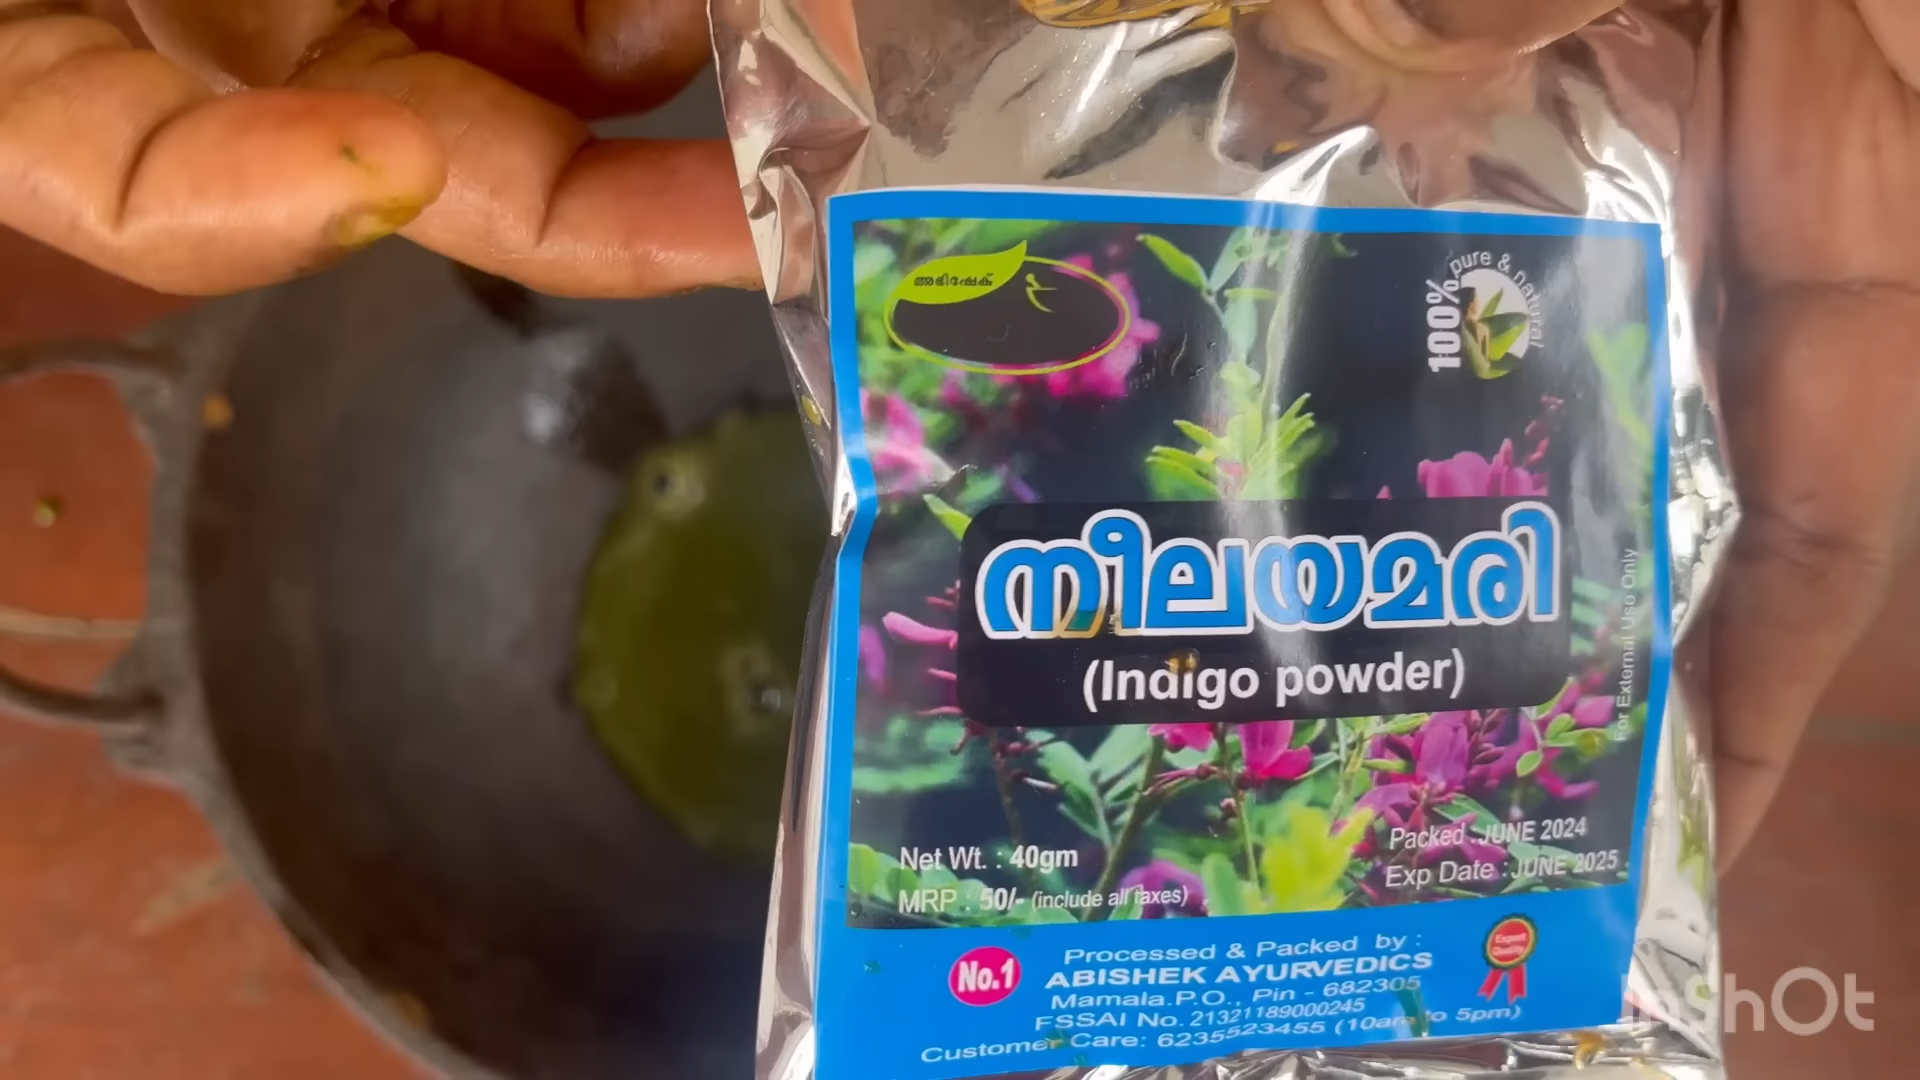 അഭിഷേക്
100% pure & natural
നീലയമരി
(Indigo powder)
For External Use Only
Net Wt. : 40gm
MRP : 50/- (include all taxes)
Packed : JUNE 2024
Exp Date : JUNE 2025
No.1
Processed & Packed by :
ABISHEK AYURVEDICS
Mamala.P.O., Pin - 682305
FSSAI No. 21321189000245
Customer Care: 6235523455 (10am to 5pm)
Export
Quality
InShOt